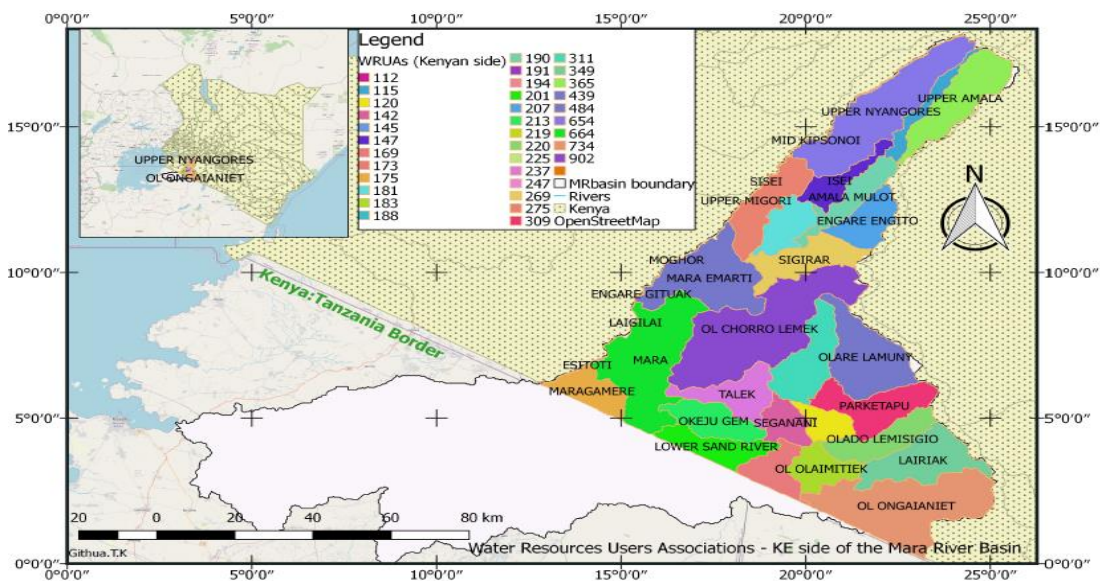 0°0'0''
5°0'0''
10°0'0''
15°0'0''
20°0'0''
25°0'0''
Legend
WRUAs (Kenyan side)
112
115
120
142
145
147
169
173
175
181
183
188
190
191
194
201
207
213
219
220
225
237
247
269
275
309
311
349
365
439
484
654
664
734
902
MRbasin boundary
Rivers
Kenya
OpenStreetMap
UPPER NYANGORES
OL ONGAIANIET
15°0'0''
15°0'0''
10°0'0''
10°0'0''
5°0'0''
5°0'0''
0°0'0''
0°0'0''
N
UPPER AMALA
UPPER NYANGORES
MID KIPSONOI
SISEI
ISEI
UPPER MIGORI
AMALA MULOT
ENGARE ENGITO
MOGHOR
SIGIRAR
MARA EMARTI
ENGARE GITUAK
LAIGILAI
OL CHORRO LEMEK
ESITOTI
MARA
OLARE LAMUNY
MARAGAMERE
TALEK
PARKETAPU
OKEJU GEM
SEGANANI
OLADO LEMISIGIO
LOWER SAND RIVER
LAIRIAK
OL OLAIMITIEK
OL ONGAIANIET
Kenya:Tanzania Border
20 0 20 40 60 80 km
Githua.T.K
Water Resources Users Associations - KE side of the Mara River Basin
0°0'0''
5°0'0''
10°0'0''
15°0'0''
20°0'0''
25°0'0''